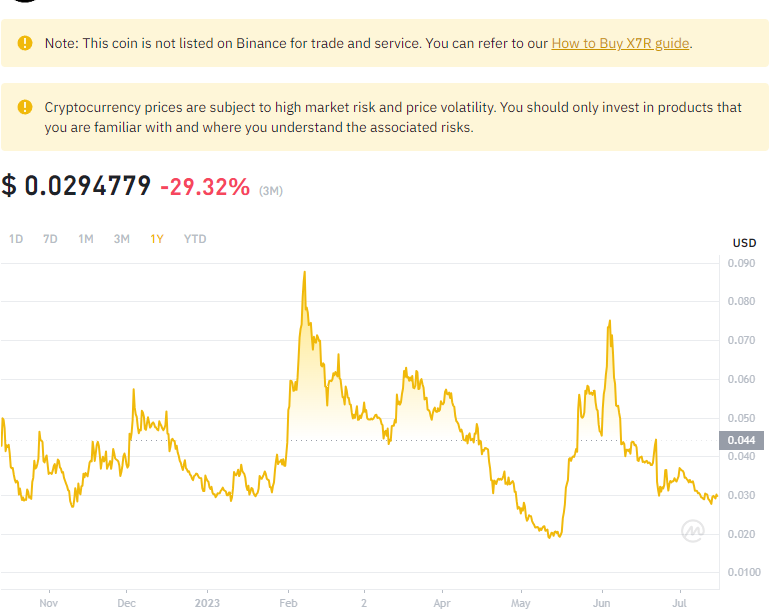 Note: This coin is not listed on Binance for trade and service. You can refer to our How to Buy X7R guide.
Cryptocurrency prices are subject to high market risk and price volatility. You should only invest in products that
you are familiar with and where you understand the associated risks.
$ 0.0294779 -29.32% (3M)
1D 7D 1M 3M 1Y YTD
USD
0.090
0.080
0.070
0.060
0.050
0.044
0.040
0.030
0.020
0.0100
Nov Dec 2023 Feb 2 Apr May Jun Jul